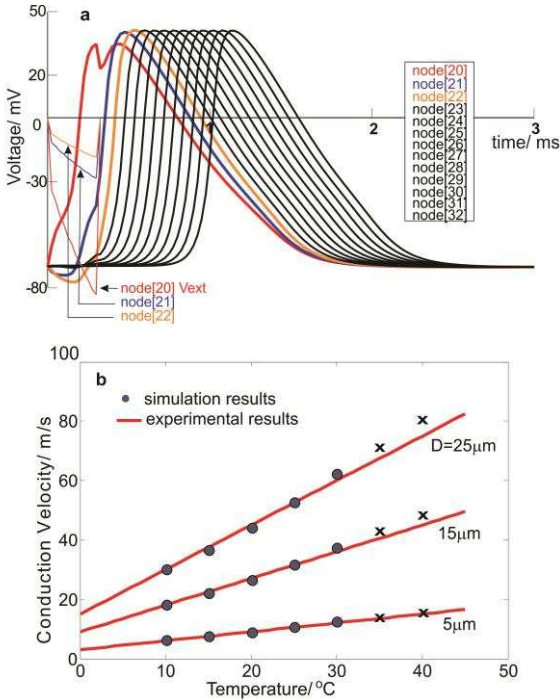 a
50
20
0
-30
-80
Voltage/ mV
1
2
3
time/ ms
node[20]
node[21]
node[22]
node[23]
node[24]
node[25]
node[26]
node[27]
node[28]
node[29]
node[30]
node[31]
node[32]
node[20] Vext
node[21]
node[22]
b
100
80
60
40
20
0
Conduction Velocity/ m/s
simulation results
experimental results
D=25μm
15μm
5μm
0
10
20
30
40
50
Temperature/ °C